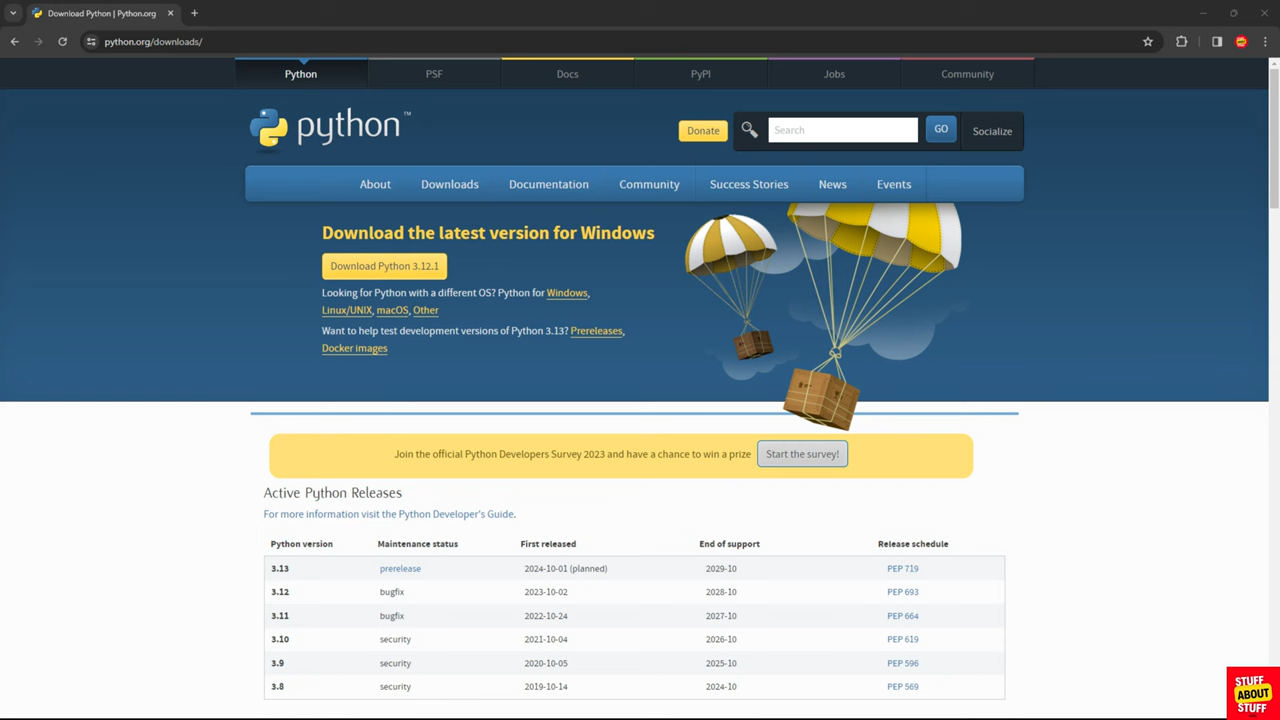 Download Python | Python.org
python.org/downloads/
Python PSF Docs PyPI Jobs Community
python™
Donate Search GO Socialize
About Downloads Documentation Community Success Stories News Events
Download the latest version for Windows
Download Python 3.12.1
Looking for Python with a different OS? Python for Windows,
Linux/UNIX, macOS, Other
Want to help test development versions of Python 3.13? Prereleases,
Docker images
Join the official Python Developers Survey 2023 and have a chance to win a prize Start the survey!
Active Python Releases
For more information visit the Python Developer's Guide.
Python version Maintenance status First released End of support Release schedule
3.13 prerelease 2024-10-01 (planned) 2029-10 PEP 719
3.12 bugfix 2023-10-02 2028-10 PEP 693
3.11 bugfix 2022-10-24 2027-10 PEP 664
3.10 security 2021-10-04 2026-10 PEP 619
3.9 security 2020-10-05 2025-10 PEP 596
3.8 security 2019-10-14 2024-10 PEP 569
STUFF
ABOUT
STUFF